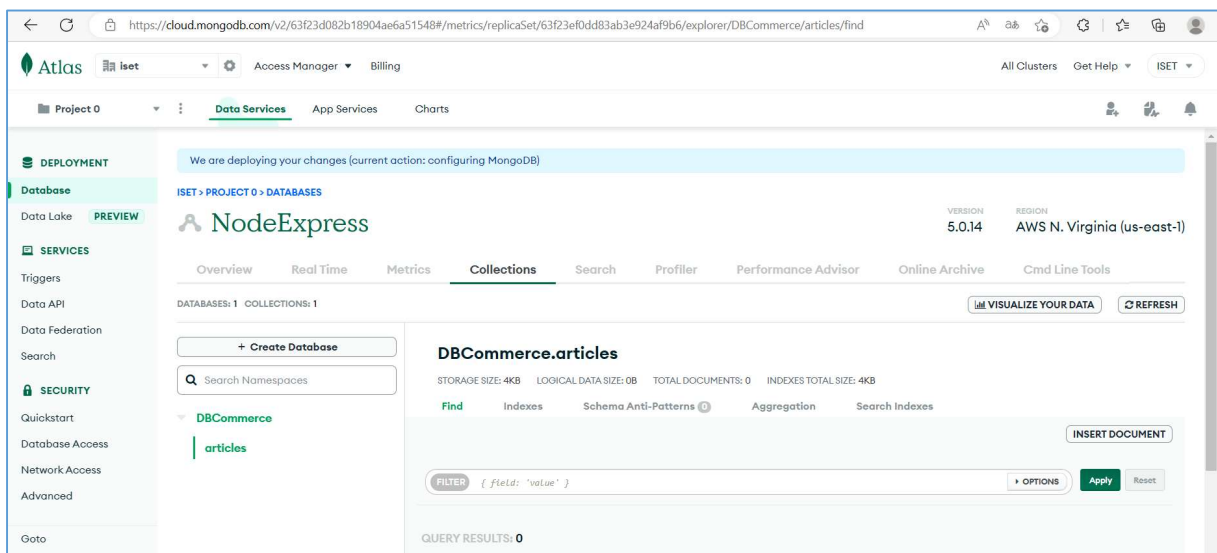 https://cloud.mongodb.com/v2/63f23d082b18904ae6a51548#/metrics/replicaSet/63f23ef0dd83ab3e924af9b6/explorer/DBCommerce/articles/find
Atlas iset Access Manager Billing All Clusters Get Help ISET
Project 0 Data Services App Services Charts
DEPLOYMENT
Database
Data Lake PREVIEW
SERVICES
Triggers
Data API
Data Federation
Search
SECURITY
Quickstart
Database Access
Network Access
Advanced
Goto
We are deploying your changes (current action: configuring MongoDB)
ISET > PROJECT 0 > DATABASES
NodeExpress
VERSION
5.0.14
REGION
AWS N. Virginia (us-east-1)
Overview Real Time Metrics Collections Search Profiler Performance Advisor Online Archive Cmd Line Tools
DATABASES: 1 COLLECTIONS: 1 VISUALIZE YOUR DATA REFRESH
+ Create Database
Search Namespaces
DBCommerce
articles
DBCommerce.articles
STORAGE SIZE: 4KB LOGICAL DATA SIZE: 0B TOTAL DOCUMENTS: 0 INDEXES TOTAL SIZE: 4KB
Find Indexes Schema Anti-Patterns 0 Aggregation Search Indexes
INSERT DOCUMENT
FILTER { field: 'value' } OPTIONS Apply Reset
QUERY RESULTS: 0